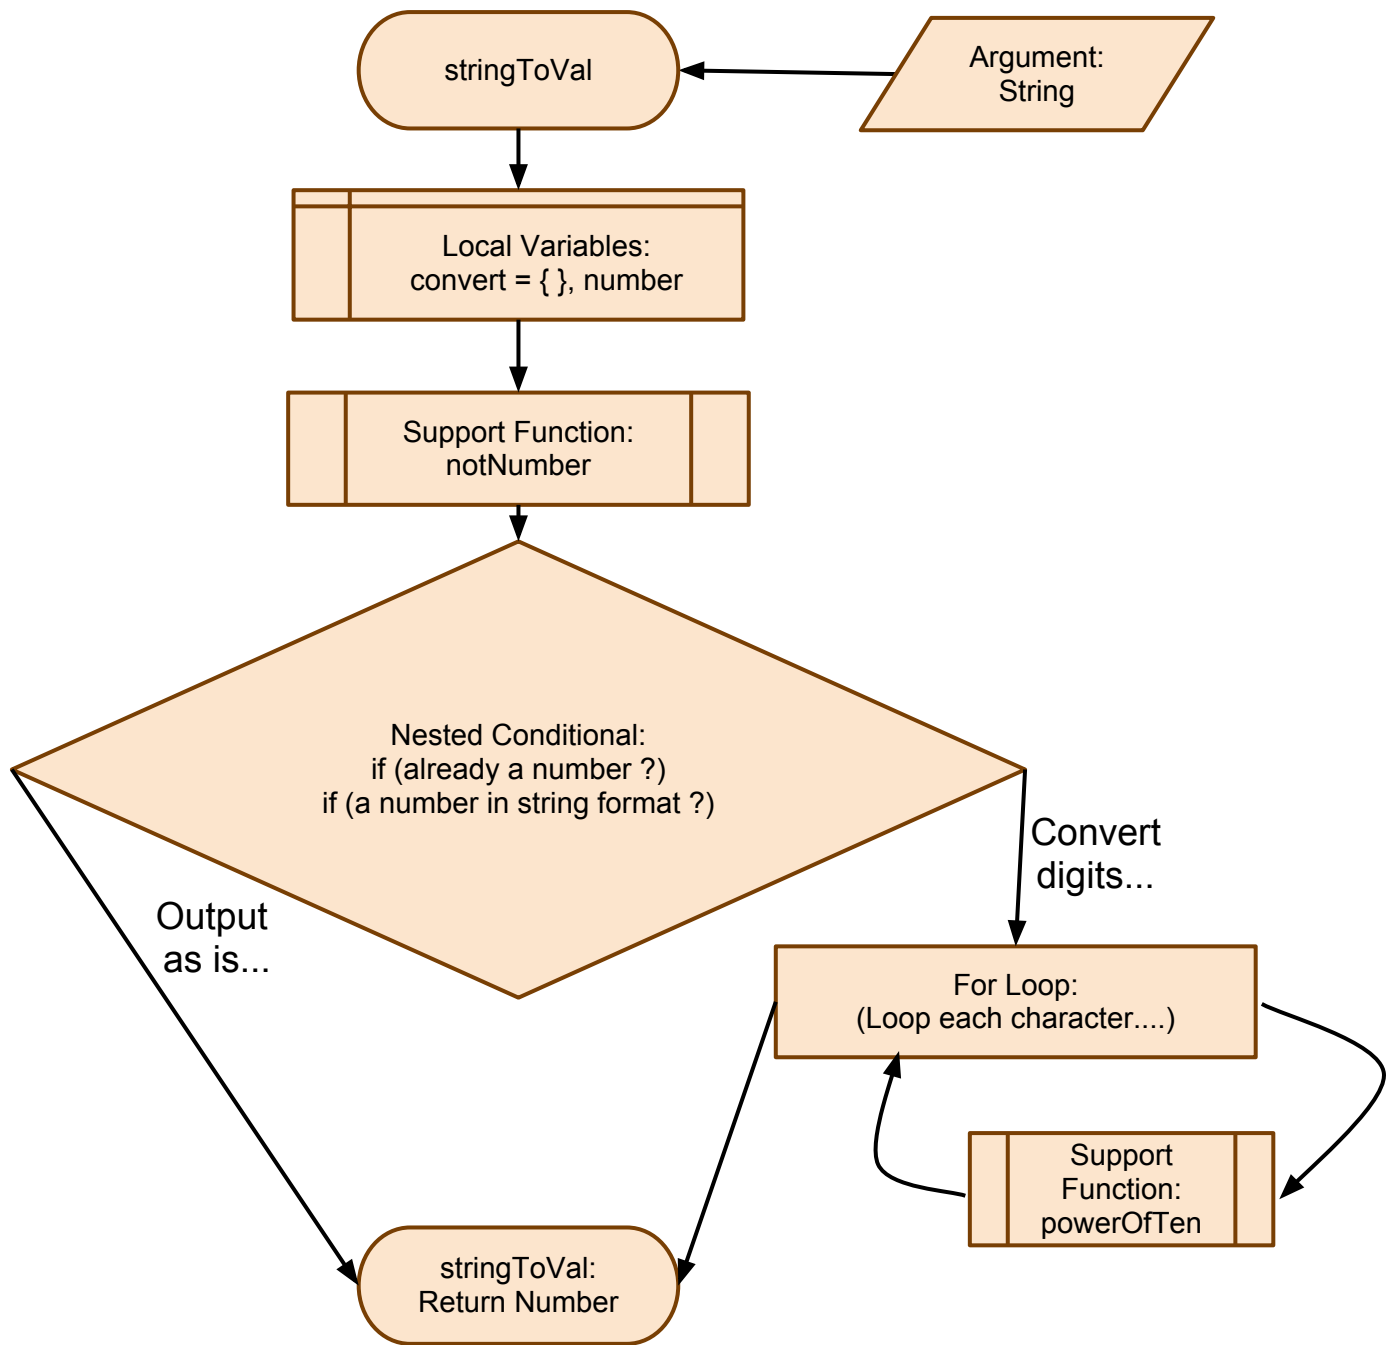 stringToVal
Argument:
String
Local Variables:
convert = { }, number
Support Function:
notNumber
Nested Conditional:
if (already a number ?)
if (a number in string format ?)
Convert
digits...
Output
as is...
For Loop:
(Loop each character....)
Support
Function:
powerOfTen
stringToVal:
Return Number